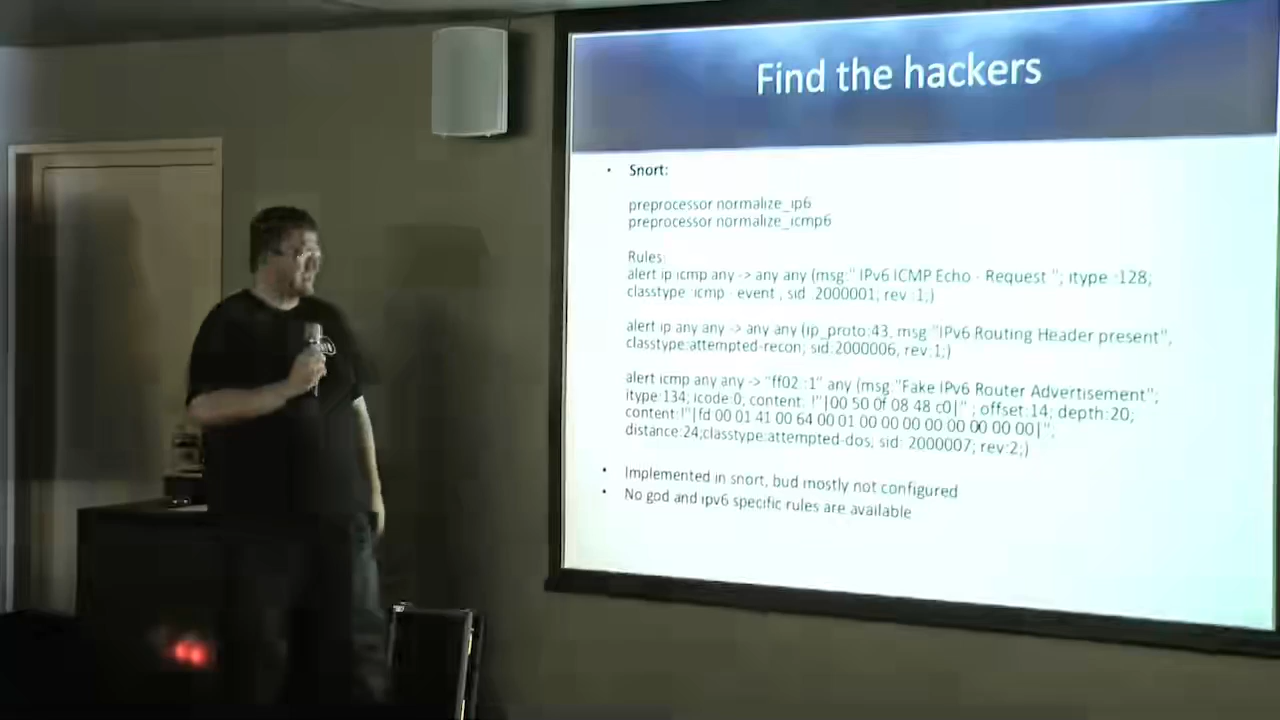 Find the hackers
• Snort:
preprocessor normalize_ip6
preprocessor normalize_icmp6
Rules:
alert ip icmp any -> any any (msg:" IPv6 ICMP Echo - Request "; itype :128;
classtype :icmp - event , sid :2000001; rev :1;)
alert ip any any -> any any (ip_proto:43, msg "IPv6 Routing Header present",
classtype:attempted-recon; sid:2000006, rev:1;)
alert icmp any any -> "ff02::1" any (msg:"Fake IPv6 Router Advertisement";
itype:134; icode:0, content: !"|00 50 0f 08 48 c0|" ; offset:14; depth:20;
content:!"|fd 00 01 41 00 64 00 01 00 00 00 00 00 00 00 00|",
distance:24;classtype:attempted-dos; sid: 2000007; rev:2;)
• Implemented in snort, bud mostly not configured
• No god and ipv6 specific rules are available